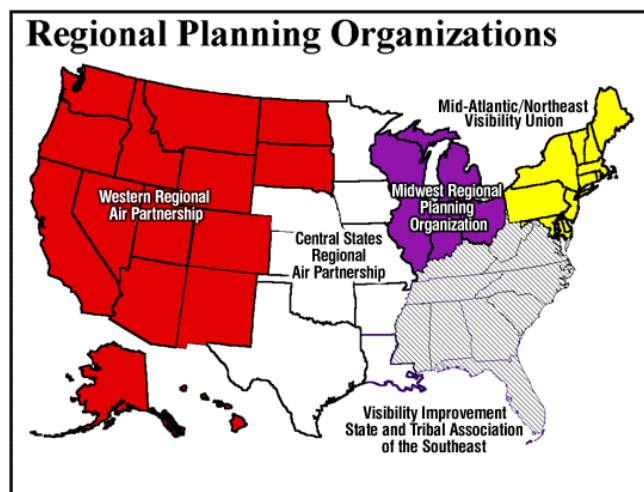 Regional Planning Organizations
Mid-Atlantic/Northeast
Visibility Union
Western Regional
Air Partnership
Midwest Regional
Planning
Organization
Central States
Regional
Air Partnership
Visibility Improvement
State and Tribal Association
of the Southeast